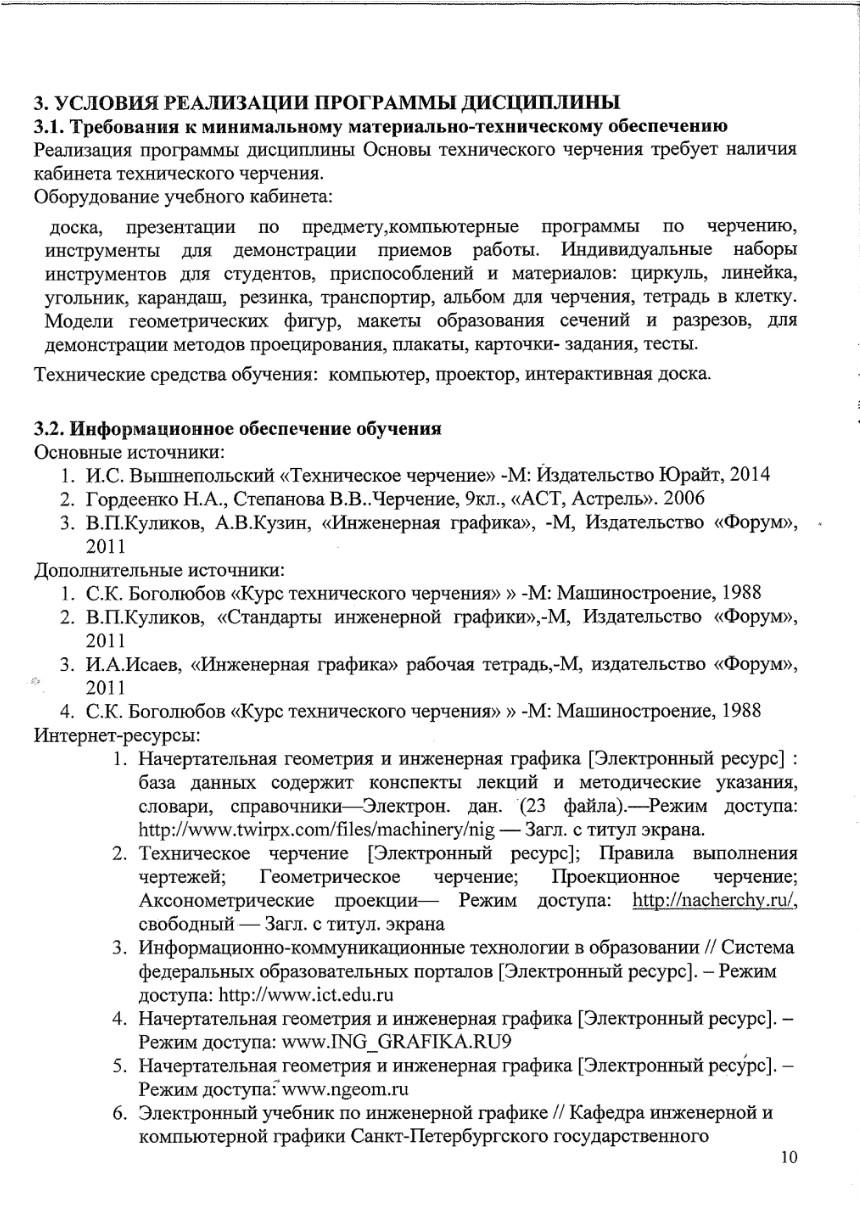 3. УСЛОВИЯ РЕАЛИЗАЦИИ ПРОГРАММЫ ДИСЦИПЛИНЫ
3.1. Требования к минимальному материально-техническому обеспечению
Реализация программы дисциплины Основы технического черчения требует наличия
кабинета технического черчения.
Оборудование учебного кабинета:
доска, презентации по предмету,компьютерные программы по черчению,
инструменты для демонстрации приемов работы. Индивидуальные наборы
инструментов для студентов, приспособлений и материалов: циркуль, линейка,
угольник, карандаш, резинка, транспортир, альбом для черчения, тетрадь в клетку.
Модели геометрических фигур, макеты образования сечений и разрезов, для
демонстрации методов проецирования, плакаты, карточки- задания, тесты.
Технические средства обучения: компьютер, проектор, интерактивная доска.
3.2. Информационное обеспечение обучения
Основные источники:
1. И.С. Вышнепольский «Техническое черчение» -М: Издательство Юрайт, 2014
2. Гордеенко Н.А., Степанова В.В..Черчение, 9кл., «АСТ, Астрель». 2006
3. В.П.Куликов, А.В.Кузин, «Инженерная графика», -М, Издательство «Форум»,
2011
Дополнительные источники:
1. С.К. Боголюбов «Курс технического черчения» » -М: Машиностроение, 1988
2. В.П.Куликов, «Стандарты инженерной графики»,-М, Издательство «Форум»,
2011
3. И.А.Исаев, «Инженерная графика» рабочая тетрадь,-М, издательство «Форум»,
2011
4. С.К. Боголюбов «Курс технического черчения» » -М: Машиностроение, 1988
Интернет-ресурсы:
1. Начертательная геометрия и инженерная графика [Электронный ресурс] :
база данных содержит конспекты лекций и методические указания,
словари, справочники—Электрон. дан. (23 файла).—Режим доступа:
http://www.twirpx.com/files/machinery/nig — Загл. с титул экрана.
2. Техническое черчение [Электронный ресурс]; Правила выполнения
чертежей; Геометрическое черчение; Проекционное черчение;
Аксонометрические проекции— Режим доступа: http://nacherchy.ru/,
свободный — Загл. с титул. экрана
3. Информационно-коммуникационные технологии в образовании // Система
федеральных образовательных порталов [Электронный ресурс]. – Режим
доступа: http://www.ict.edu.ru
4. Начертательная геометрия и инженерная графика [Электронный ресурс]. –
Режим доступа: www.ING_GRAFIKA.RU9
5. Начертательная геометрия и инженерная графика [Электронный ресурс]. –
Режим доступа: www.ngeom.ru
6. Электронный учебник по инженерной графике // Кафедра инженерной и
компьютерной графики Санкт-Петербургского государственного
10